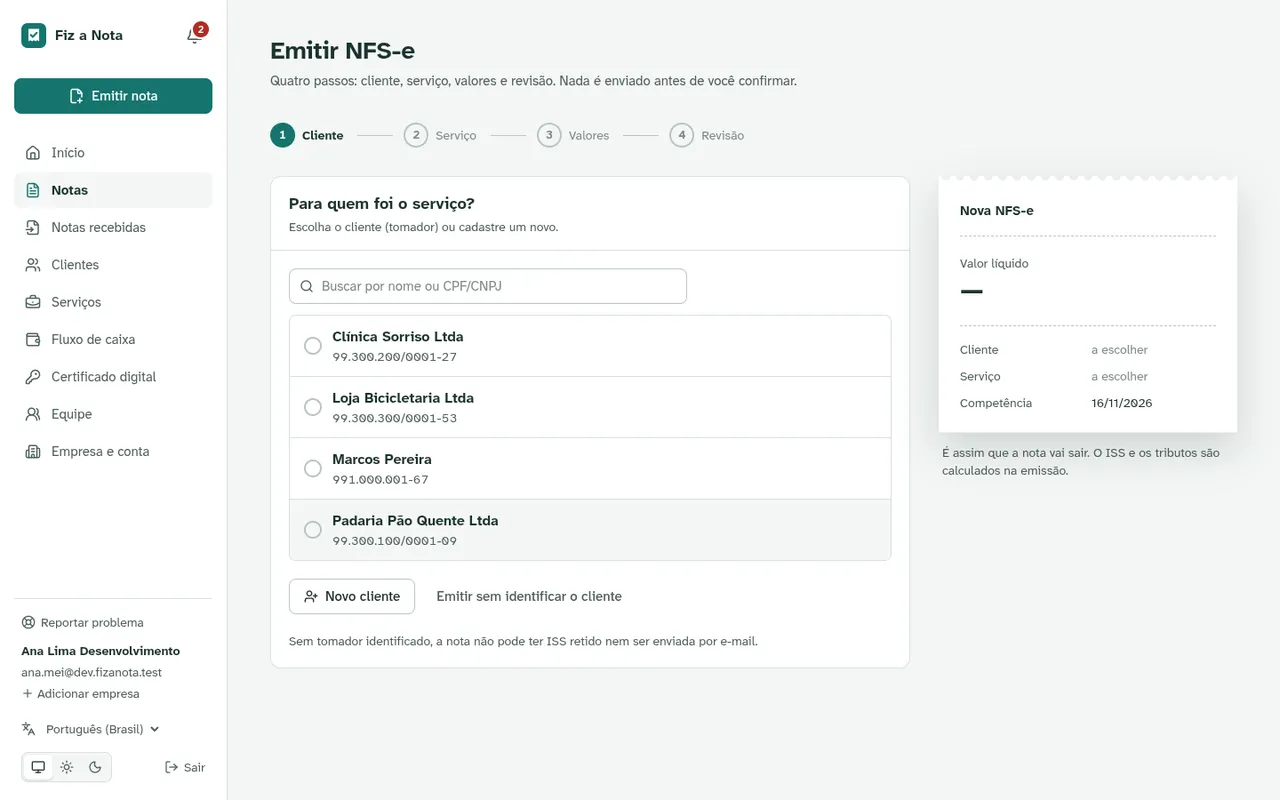 Fiz a Nota
2
Emitir nota
Início
Notas
Notas recebidas
Clientes
Serviços
Fluxo de caixa
Certificado digital
Equipe
Empresa e conta
Reportar problema
Ana Lima Desenvolvimento
ana.mei@dev.fizanota.test
+ Adicionar empresa
Português (Brasil)
Sair
Emitir NFS-e
Quatro passos: cliente, serviço, valores e revisão. Nada é enviado antes de você confirmar.
1 Cliente 2 Serviço 3 Valores 4 Revisão
Para quem foi o serviço?
Escolha o cliente (tomador) ou cadastre um novo.
Buscar por nome ou CPF/CNPJ
Clínica Sorriso Ltda
99.300.200/0001-27
Loja Bicicletaria Ltda
99.300.300/0001-53
Marcos Pereira
991.000.001-67
Padaria Pão Quente Ltda
99.300.100/0001-09
Novo cliente Emitir sem identificar o cliente
Sem tomador identificado, a nota não pode ter ISS retido nem ser enviada por e-mail.
Nova NFS-e
Valor líquido
—
Cliente a escolher
Serviço a escolher
Competência 16/11/2026
É assim que a nota vai sair. O ISS e os tributos são
calculados na emissão.